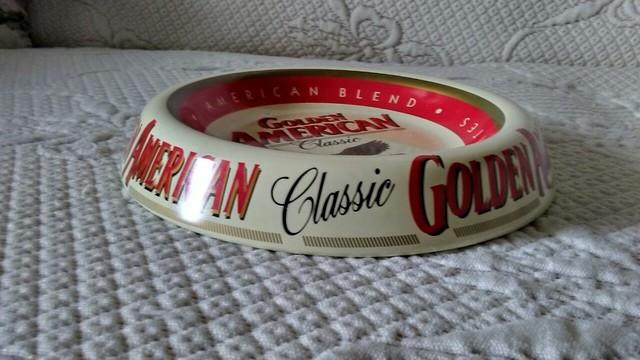 AMERICAN BLEND •
GOLDEN
AMERICAN
Classic
AMERICAN Classic GOLDEN